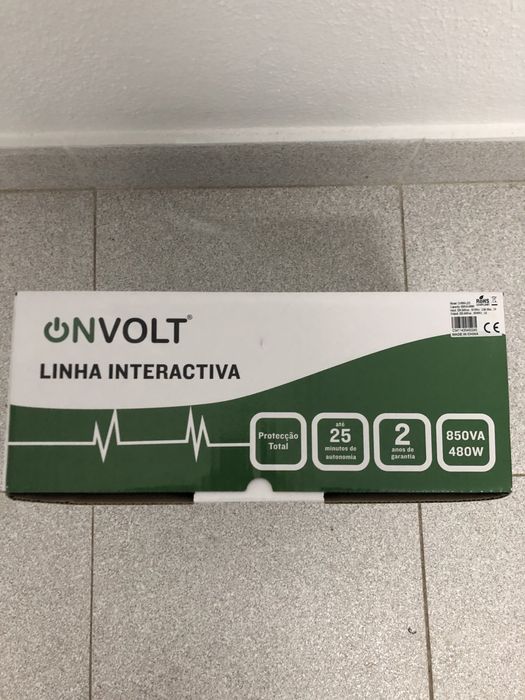 ONVOLT®
LINHA INTERACTIVA
Protecção
Total
até
25
minutos de
autonomia
2
anos de
garantia
850VA
480W
RoHS
CE
MADE IN CHINA